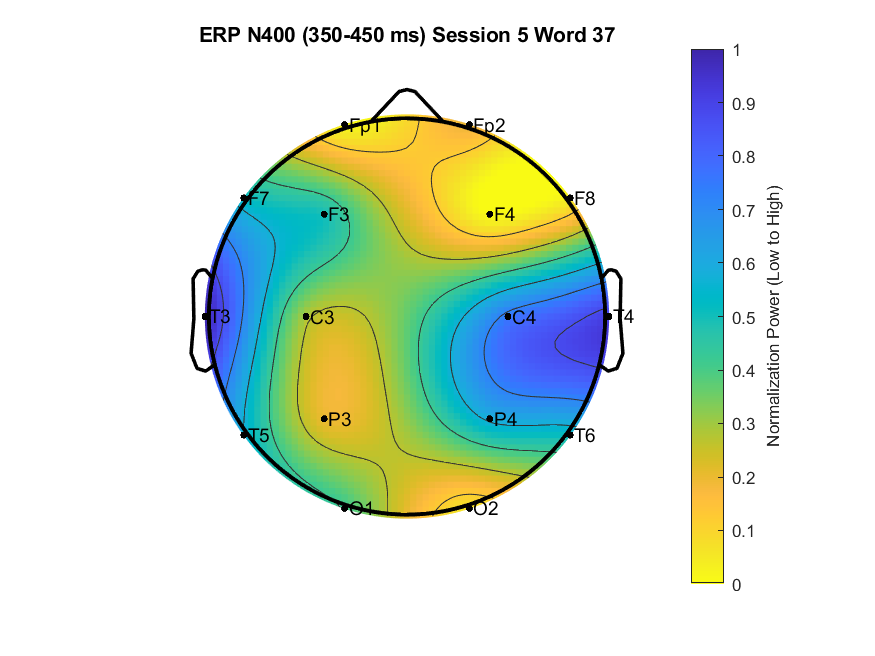 ERP N400 (350-450 ms) Session 5 Word 37
Fp1 Fp2
F7 F8
F3 F4
T3 C3 C4 T4
P3 P4
T5 T6
O1 O2
1
0.9
0.8
0.7
0.6
0.5
0.4
0.3
0.2
0.1
0
Normalization Power (Low to High)